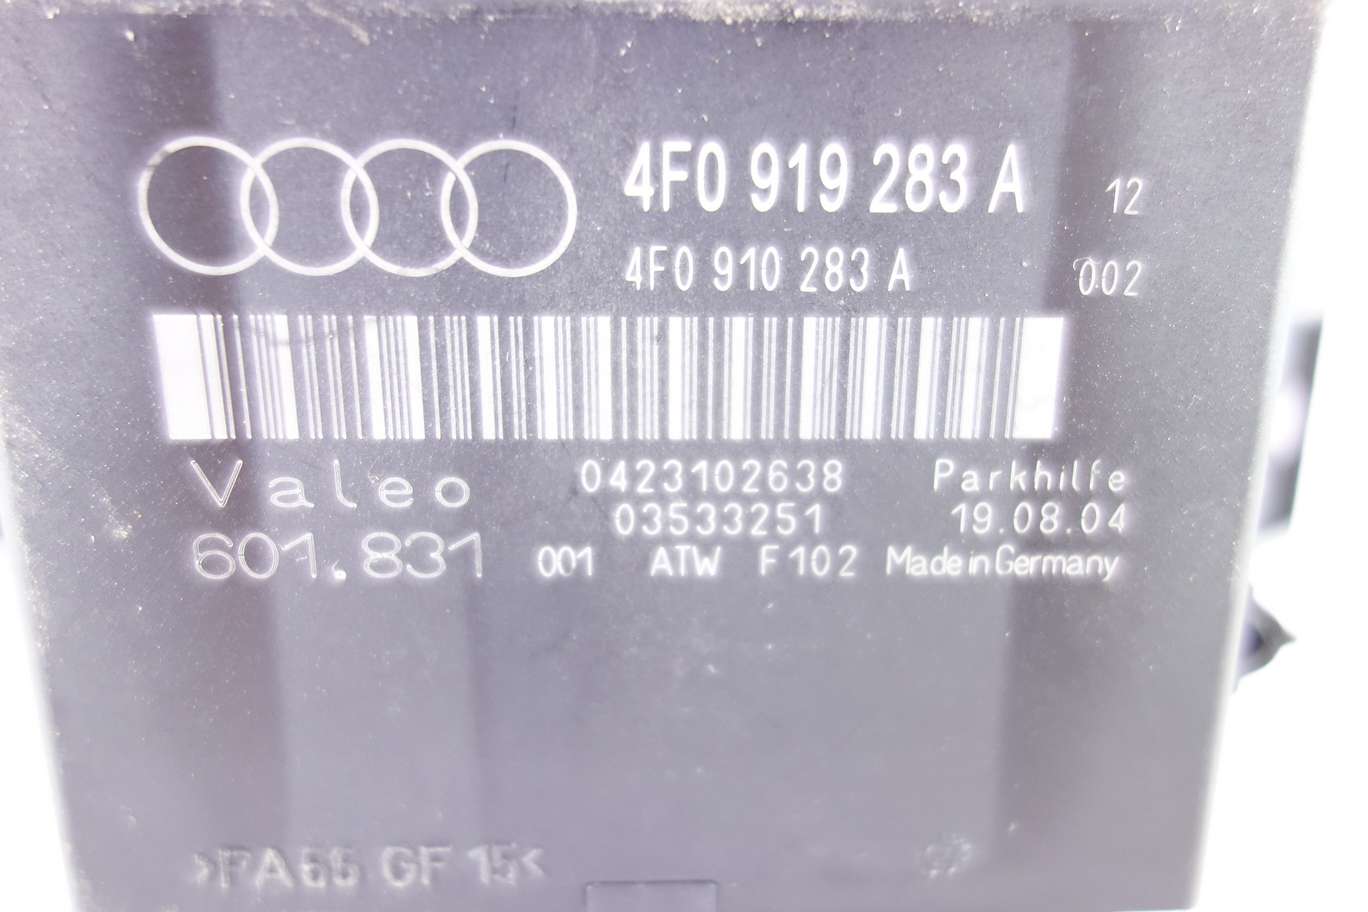 4F0 919 283 A 12
4F0 910 283 A 002
Valeo 0423102638 Parkhilfe
03533251 19.08.04
601.831 001 ATW F102 Made in Germany
>PA66 GF 15<